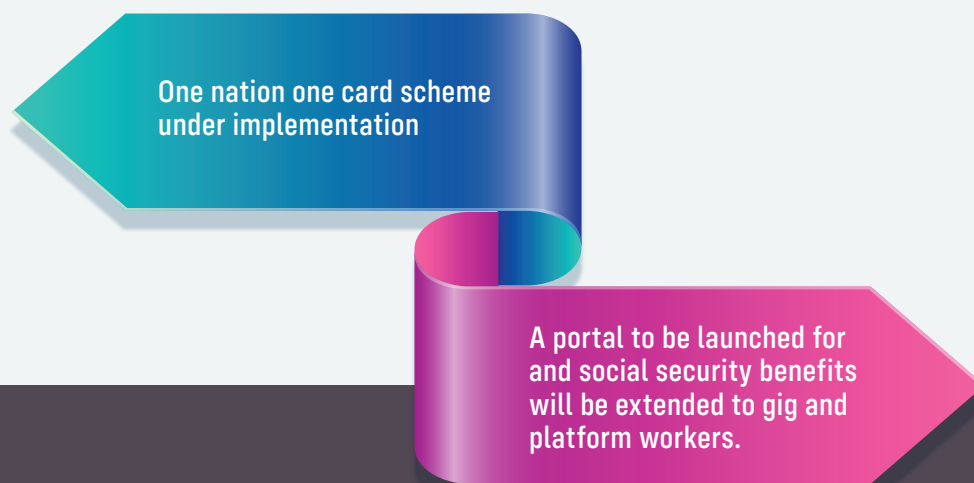 One nation one card scheme
under implementation
A portal to be launched for
and social security benefits
will be extended to gig and
platform workers.